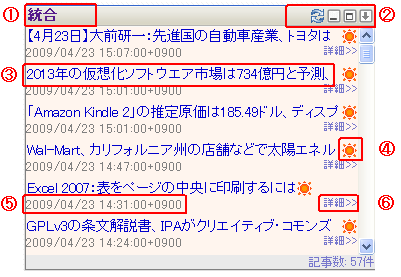 ① 統合 ②
【4月23日】大前研一：先進国の自動車産業、トヨタは
2009/04/23 15:07:00+0900 詳細>>
③ 2013年の仮想化ソフトウエア市場は734億円と予測、
2009/04/23 15:00:00+0900 詳細>>
「Amazon Kindle 2」の推定原価は185.49ドル、ディスプ
2009/04/23 15:00:00+0900 詳細>>
Wal-Mart、カリフォルニア州の店舗などで太陽エネル ④
2009/04/23 14:47:00+0900 詳細>>
Excel 2007：表をページの中央に印刷するには
⑤ 2009/04/23 14:31:00+0900 詳細>> ⑥
GPLv3の条文解説書、IPAがクリエイティブ・コモンズ
2009/04/23 14:24:00+0900 詳細>>
記事数: 57件